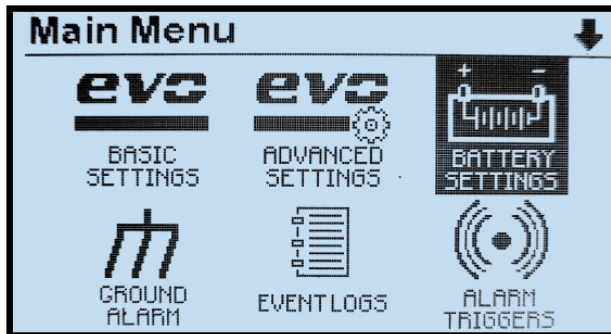 Main Menu
evo
BASIC
SETTINGS
evo
ADVANCED
SETTINGS
+ -
BATTERY
SETTINGS
GROUND
ALARM
EVENT LOGS
ALARM
TRIGGERS